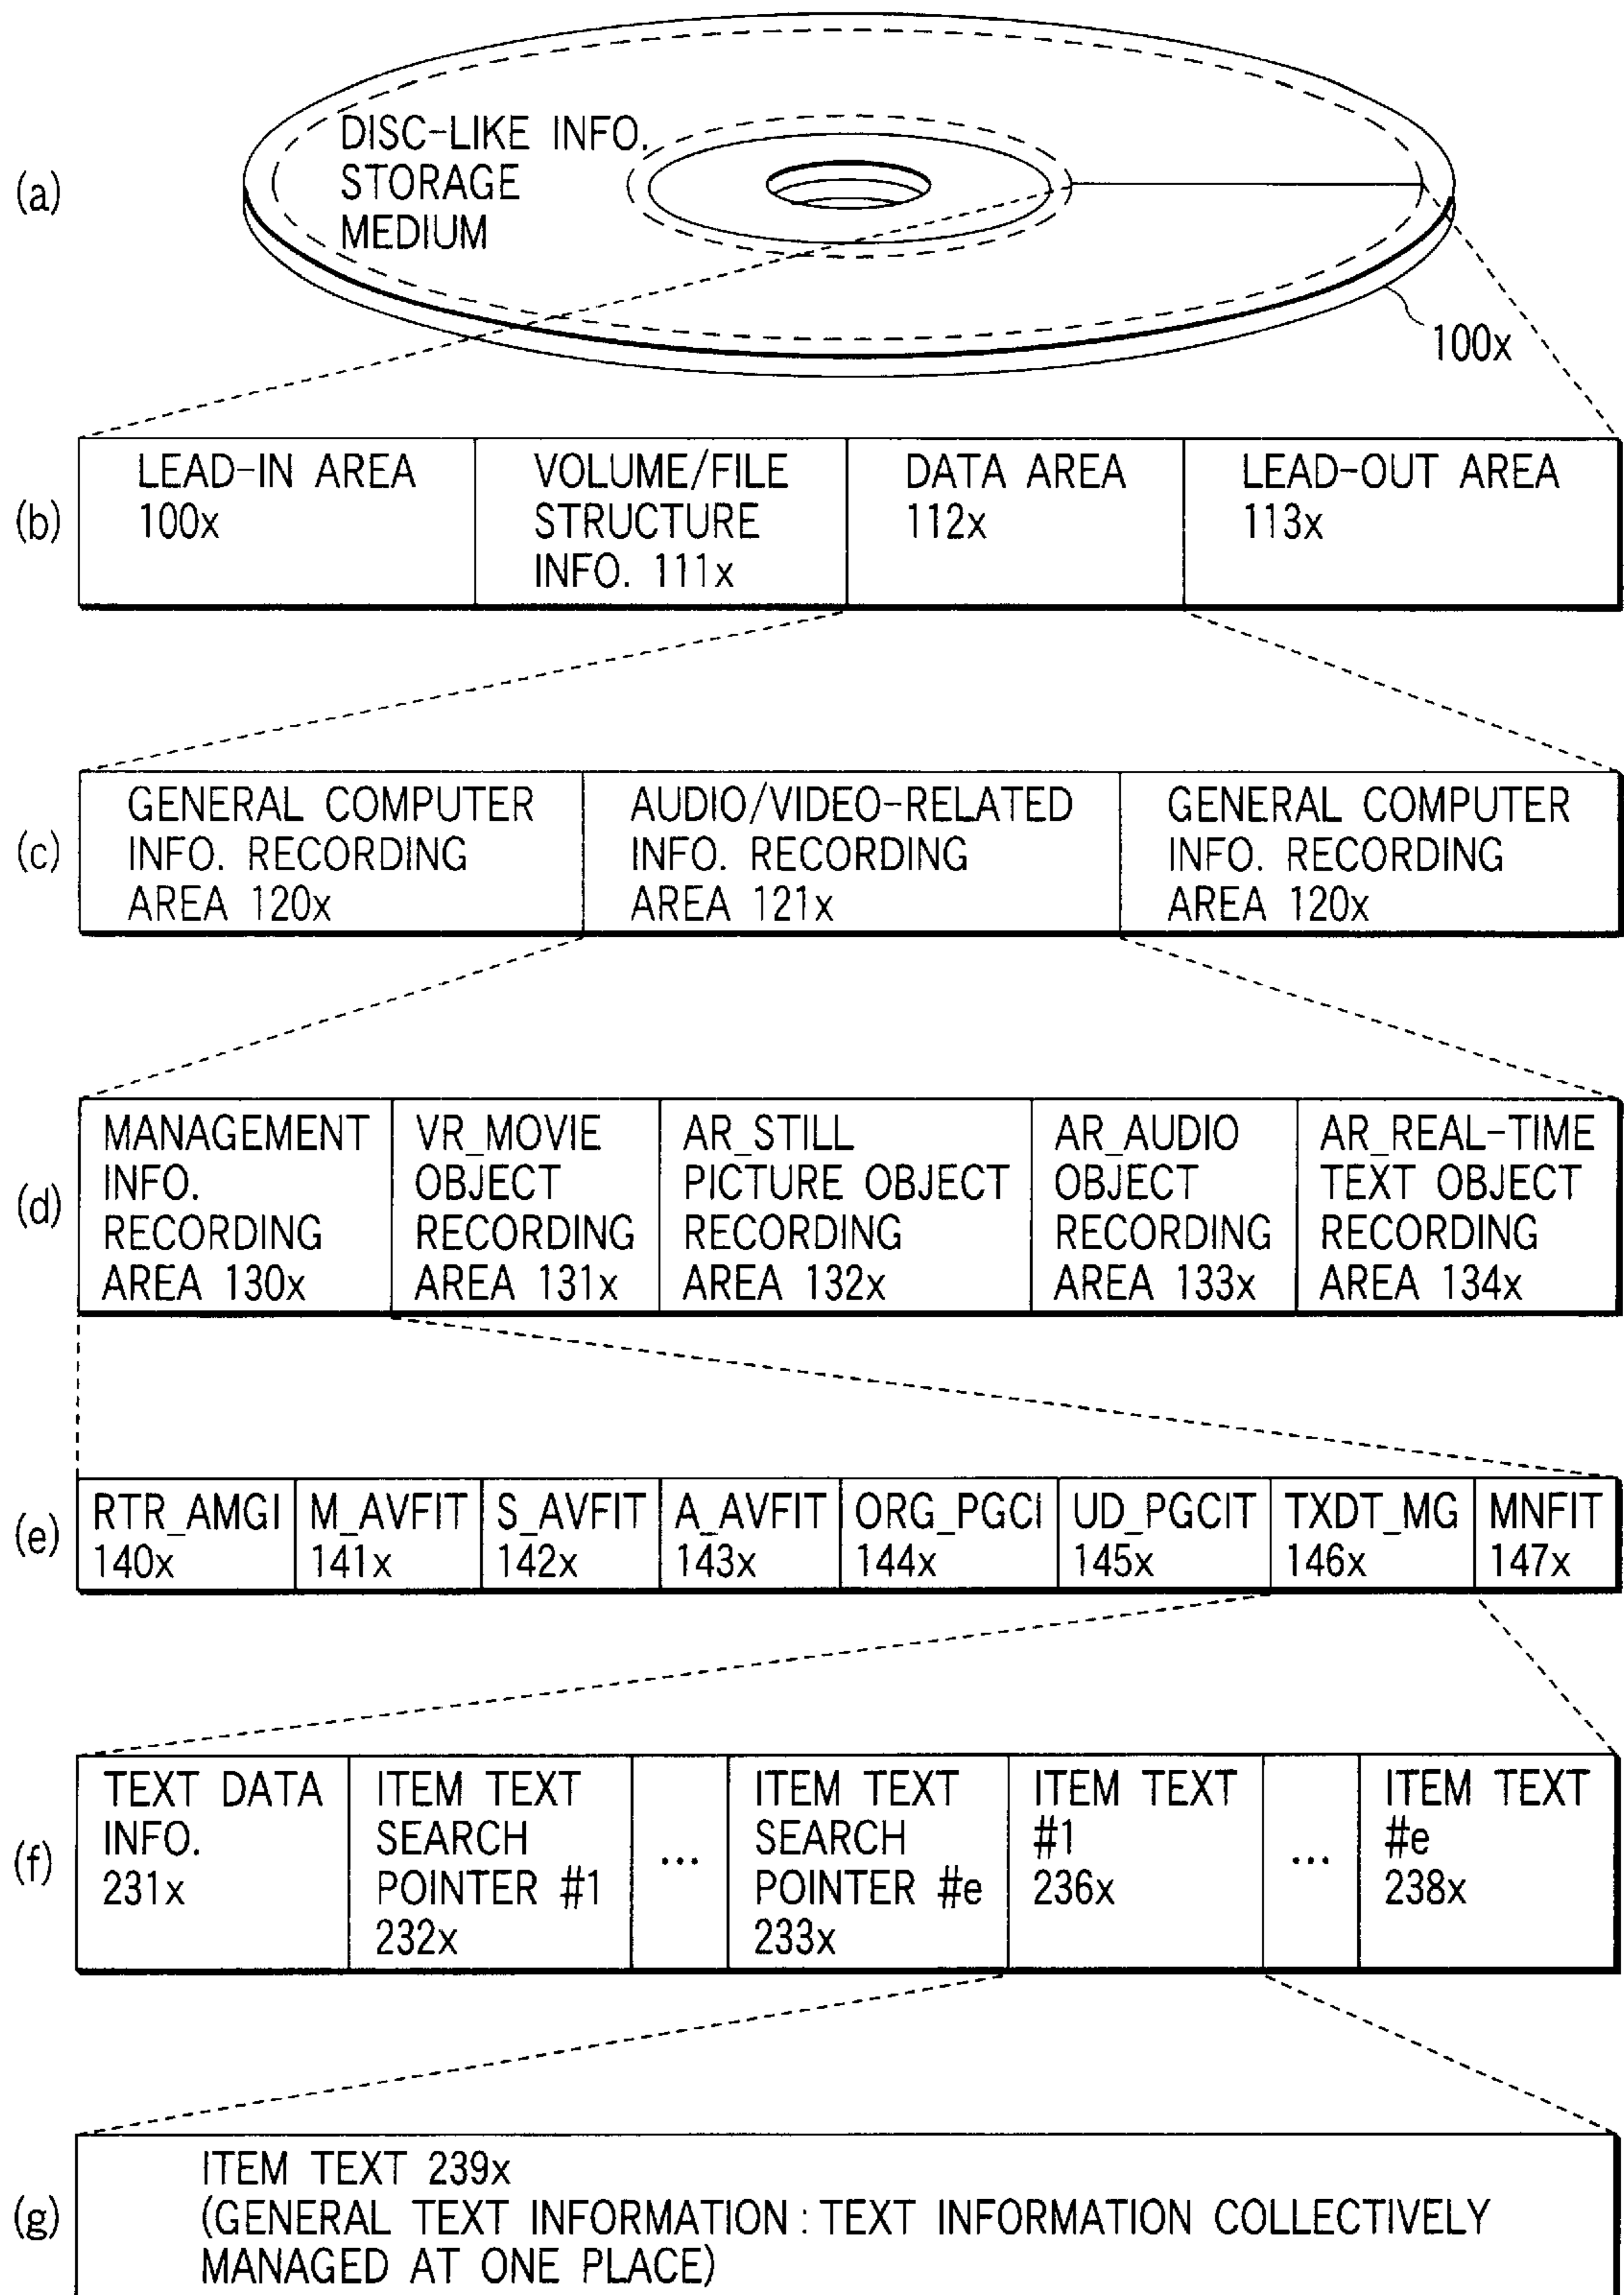 (a)
DISC-LIKE INFO.
STORAGE
MEDIUM
100x
(b)
LEAD-IN AREA
100x
VOLUME/FILE
STRUCTURE
INFO. 111x
DATA AREA
112x
LEAD-OUT AREA
113x
(c)
GENERAL COMPUTER
INFO. RECORDING
AREA 120x
AUDIO/VIDEO-RELATED
INFO. RECORDING
AREA 121x
GENERAL COMPUTER
INFO. RECORDING
AREA 120x
(d)
MANAGEMENT
INFO.
RECORDING
AREA 130x
VR_MOVIE
OBJECT
RECORDING
AREA 131x
AR_STILL
PICTURE OBJECT
RECORDING
AREA 132x
AR_AUDIO
OBJECT
RECORDING
AREA 133x
AR_REAL-TIME
TEXT OBJECT
RECORDING
AREA 134x
(e)
RTR_AMGI
140x
M_AVFIT
141x
S_AVFIT
142x
A_AVFIT
143x
ORG_PGCI
144x
UD_PGCIT
145x
TXDT_MG
146x
MNFIT
147x
(f)
TEXT DATA
INFO.
231x
ITEM TEXT
SEARCH
POINTER #1
232x
...
ITEM TEXT
SEARCH
POINTER #e
233x
ITEM TEXT
#1
236x
...
ITEM TEXT
#e
238x
(g)
ITEM TEXT 239x
(GENERAL TEXT INFORMATION : TEXT INFORMATION COLLECTIVELY
MANAGED AT ONE PLACE)